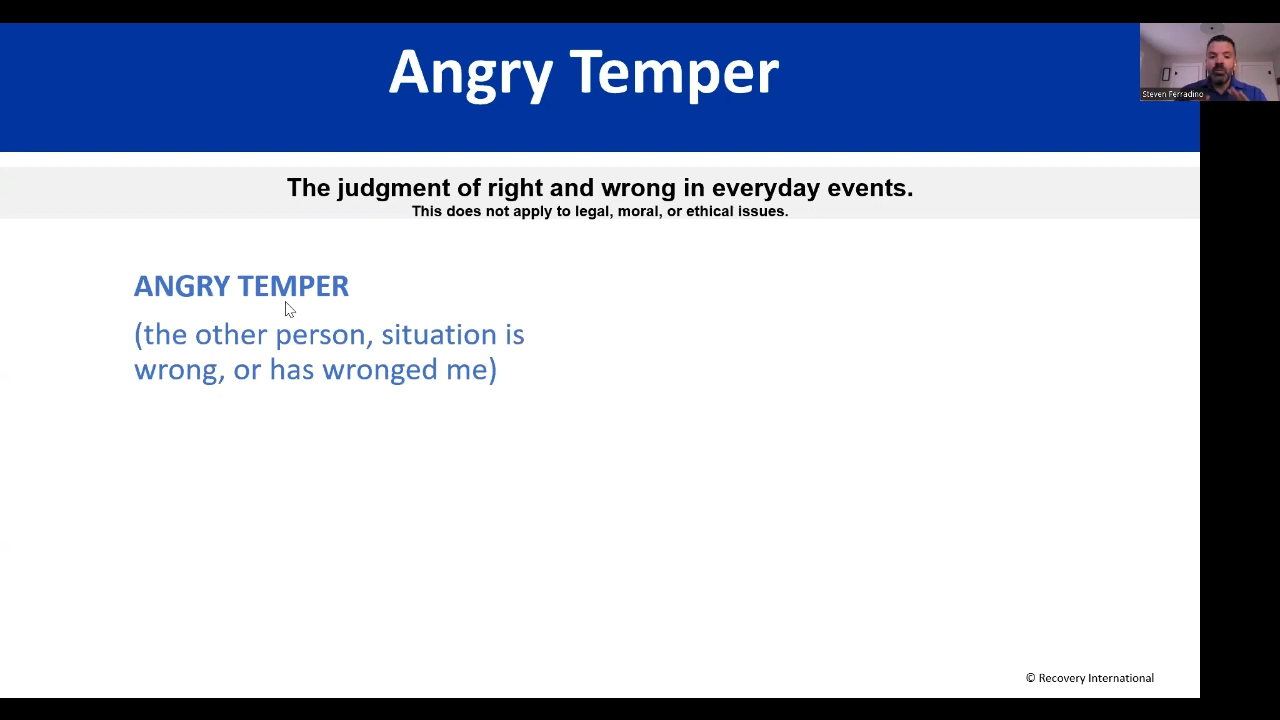 Angry Temper
Steven Ferradino
The judgment of right and wrong in everyday events.
This does not apply to legal, moral, or ethical issues.
ANGRY TEMPER
(the other person, situation is
wrong, or has wronged me)
© Recovery International